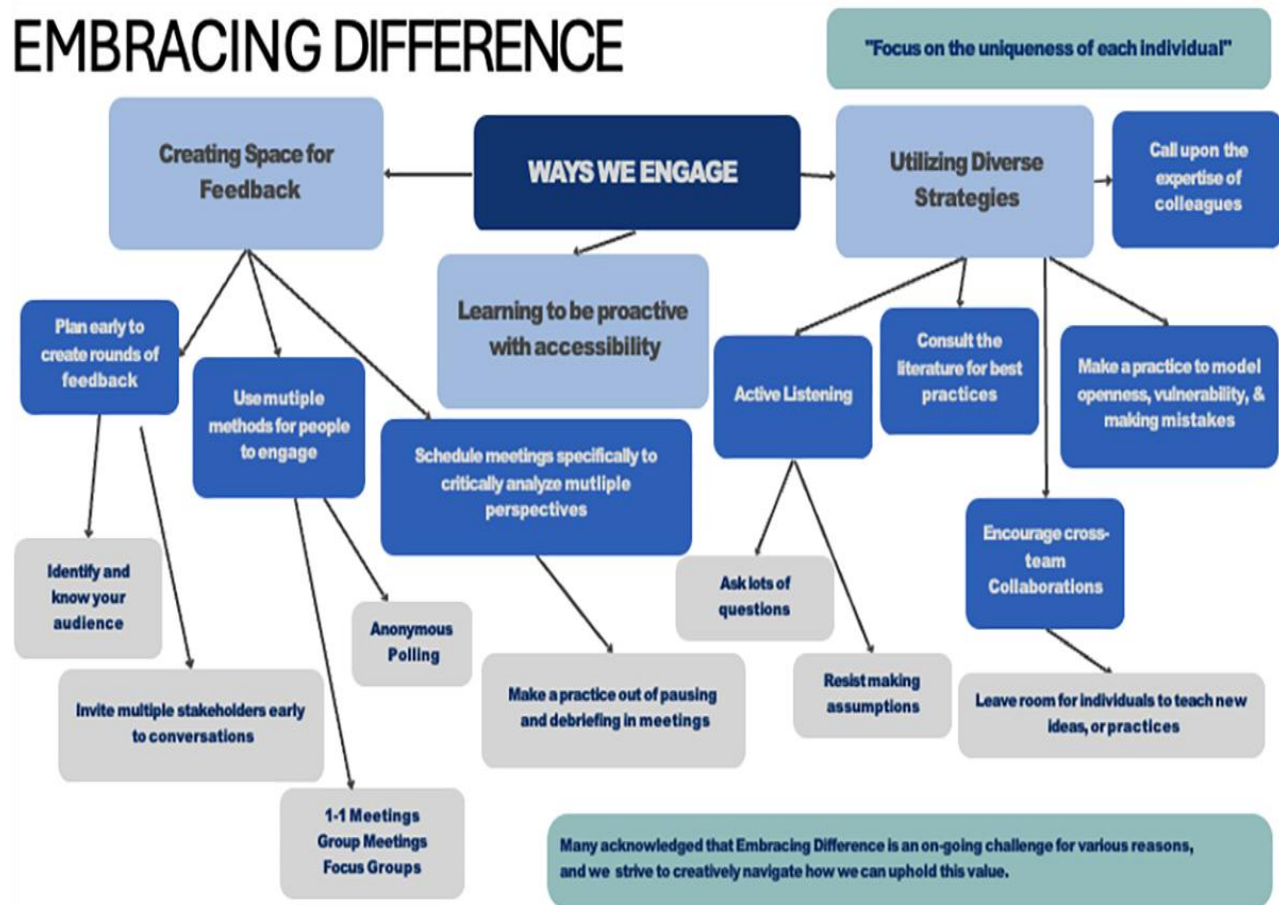 EMBRACING DIFFERENCE
"Focus on the uniqueness of each individual"
WAYS WE ENGAGE
Creating Space for
Feedback
Plan early to
create rounds of
feedback
Identify and
know your
audience
Invite multiple stakeholders early
to conversations
Use mutiple
methods for people
to engage
Anonymous
Polling
1-1 Meetings
Group Meetings
Focus Groups
Schedule meetings specifically to
critically analyze mutliple
perspectives
Make a practice out of pausing
and debriefing in meetings
Learning to be proactive
with accessibility
Utilizing Diverse
Strategies
Call upon the
expertise of
colleagues
Active Listening
Ask lots of
questions
Resist making
assumptions
Consult the
literature for best
practices
Encourage cross-
team
Collaborations
Leave room for individuals to teach new
ideas, or practices
Make a practice to model
openness, vulnerability, &
making mistakes
Many acknowledged that Embracing Difference is an on-going challenge for various reasons,
and we strive to creatively navigate how we can uphold this value.